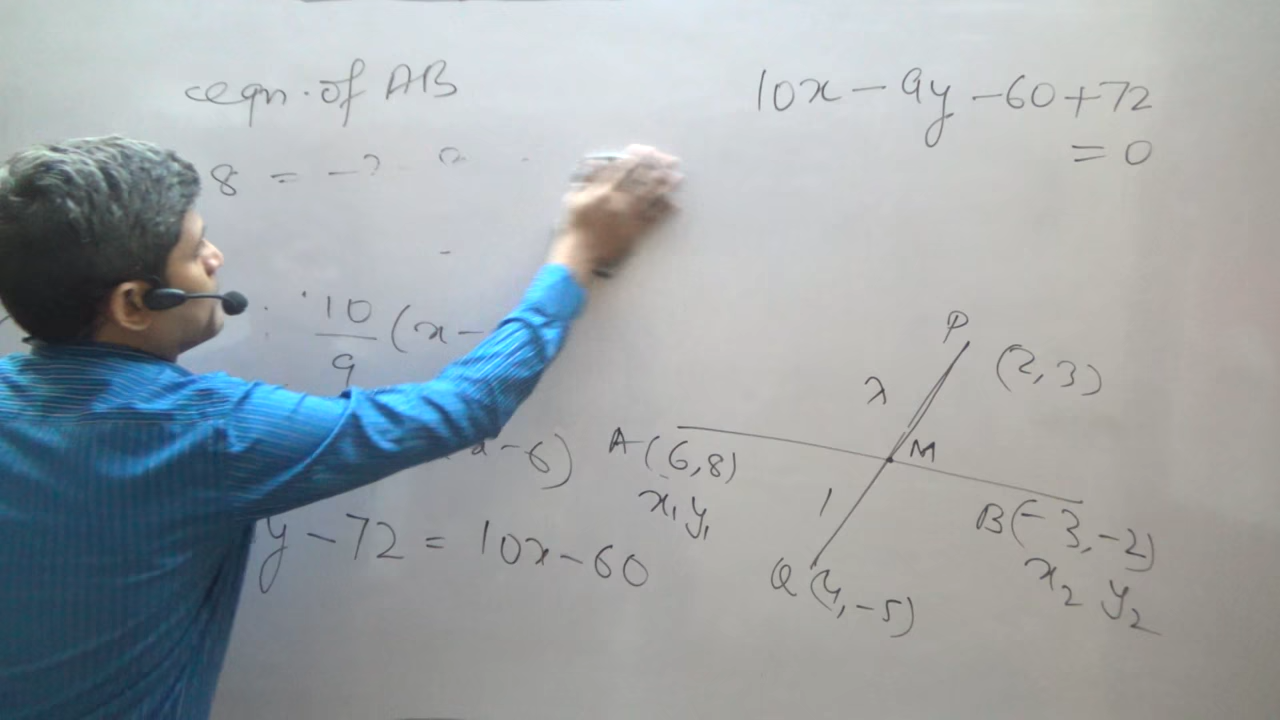 eqn. of AB
8 = -
10/9 (x-
-6)
y - 72 = 10x - 60
10x - 9y - 60 + 72
= 0
P
(2, 3)
λ
A (6, 8)
x₁ y₁
M
1
B (-3, -2)
x₂ y₂
Q (4, -5)